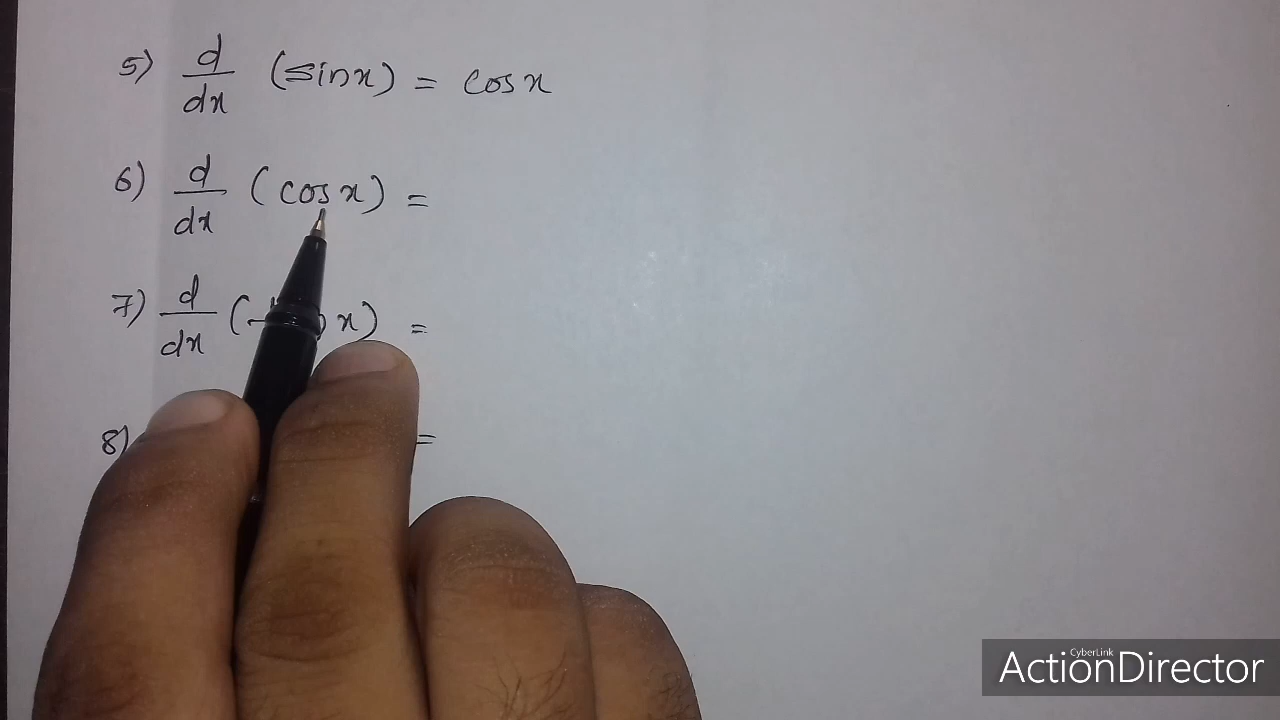 5) d/dx (sinx) = cosx
6) d/dx (cosx) =
7) d/dx ( x) =
8) =
CyberLink
ActionDirector